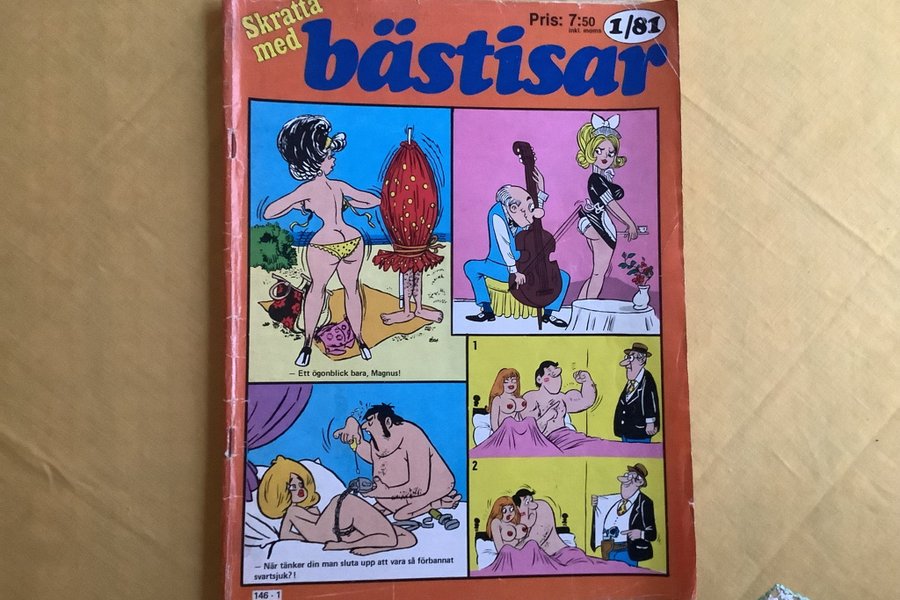 Skratta
med
bästisar
Pris: 7:50
inkl. moms
1/81
– Ett ögonblick bara, Magnus!
1
2
– När tänker din man sluta upp att vara så förbannat
svartsjuk?!
146 - 1